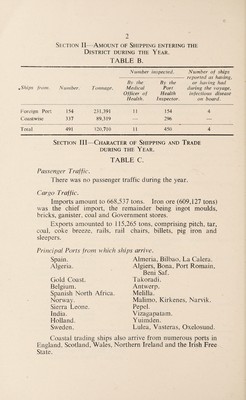 2
Section II—Amount of Shipping entering the
District during the Year.
TABLE B.
Number inspected.
Number of ships
reported as having,
or having had
during the voyage,
infectious disease
on board.
Ships from. Number. Tonnage. By the Medical Officer of Health. By the Port Health Inspector.
Foreign Port 154 231,391 11 154 4
Coastwise 337 89,319 — 296 —
Total 491 320,710 11 450 4
Section III—Character of Shipping and Trade
during the Year.
TABLE C.
Passenger Traffic.
There was no passenger traffic during the year.
Cargo Traffic.
Imports amount to 668,537 tons. Iron ore (609,127 tons)
was the chief import, the remainder being ingot moulds,
bricks, ganister, coal and Government stores.
Exports amounted to 115,265 tons, comprising pitch, tar,
coal, coke breeze, rails, rail chairs, billets, pig iron and
sleepers.
Principal Ports from which ships arrive.
Spain. Almeria, Bilbao, La Calera.
Algeria. Algiers, Bona, Port Romain,
Beni Saf.
Gold Coast. Takoradi.
Belgium. Antwerp.
Spanish North Africa. Melilla.
Norway. Malimo, Kirkenes, Narvik.
Sierra Leone. Pepel.
India. Vizagapatam.
Holland. Yuimden.
Sweden. Lulea, Vasteras, Oxelosund.
Coastal trading ships also arrive from numerous ports in
England, Scotland, Wales, Northern Ireland and the Irish Free
State.